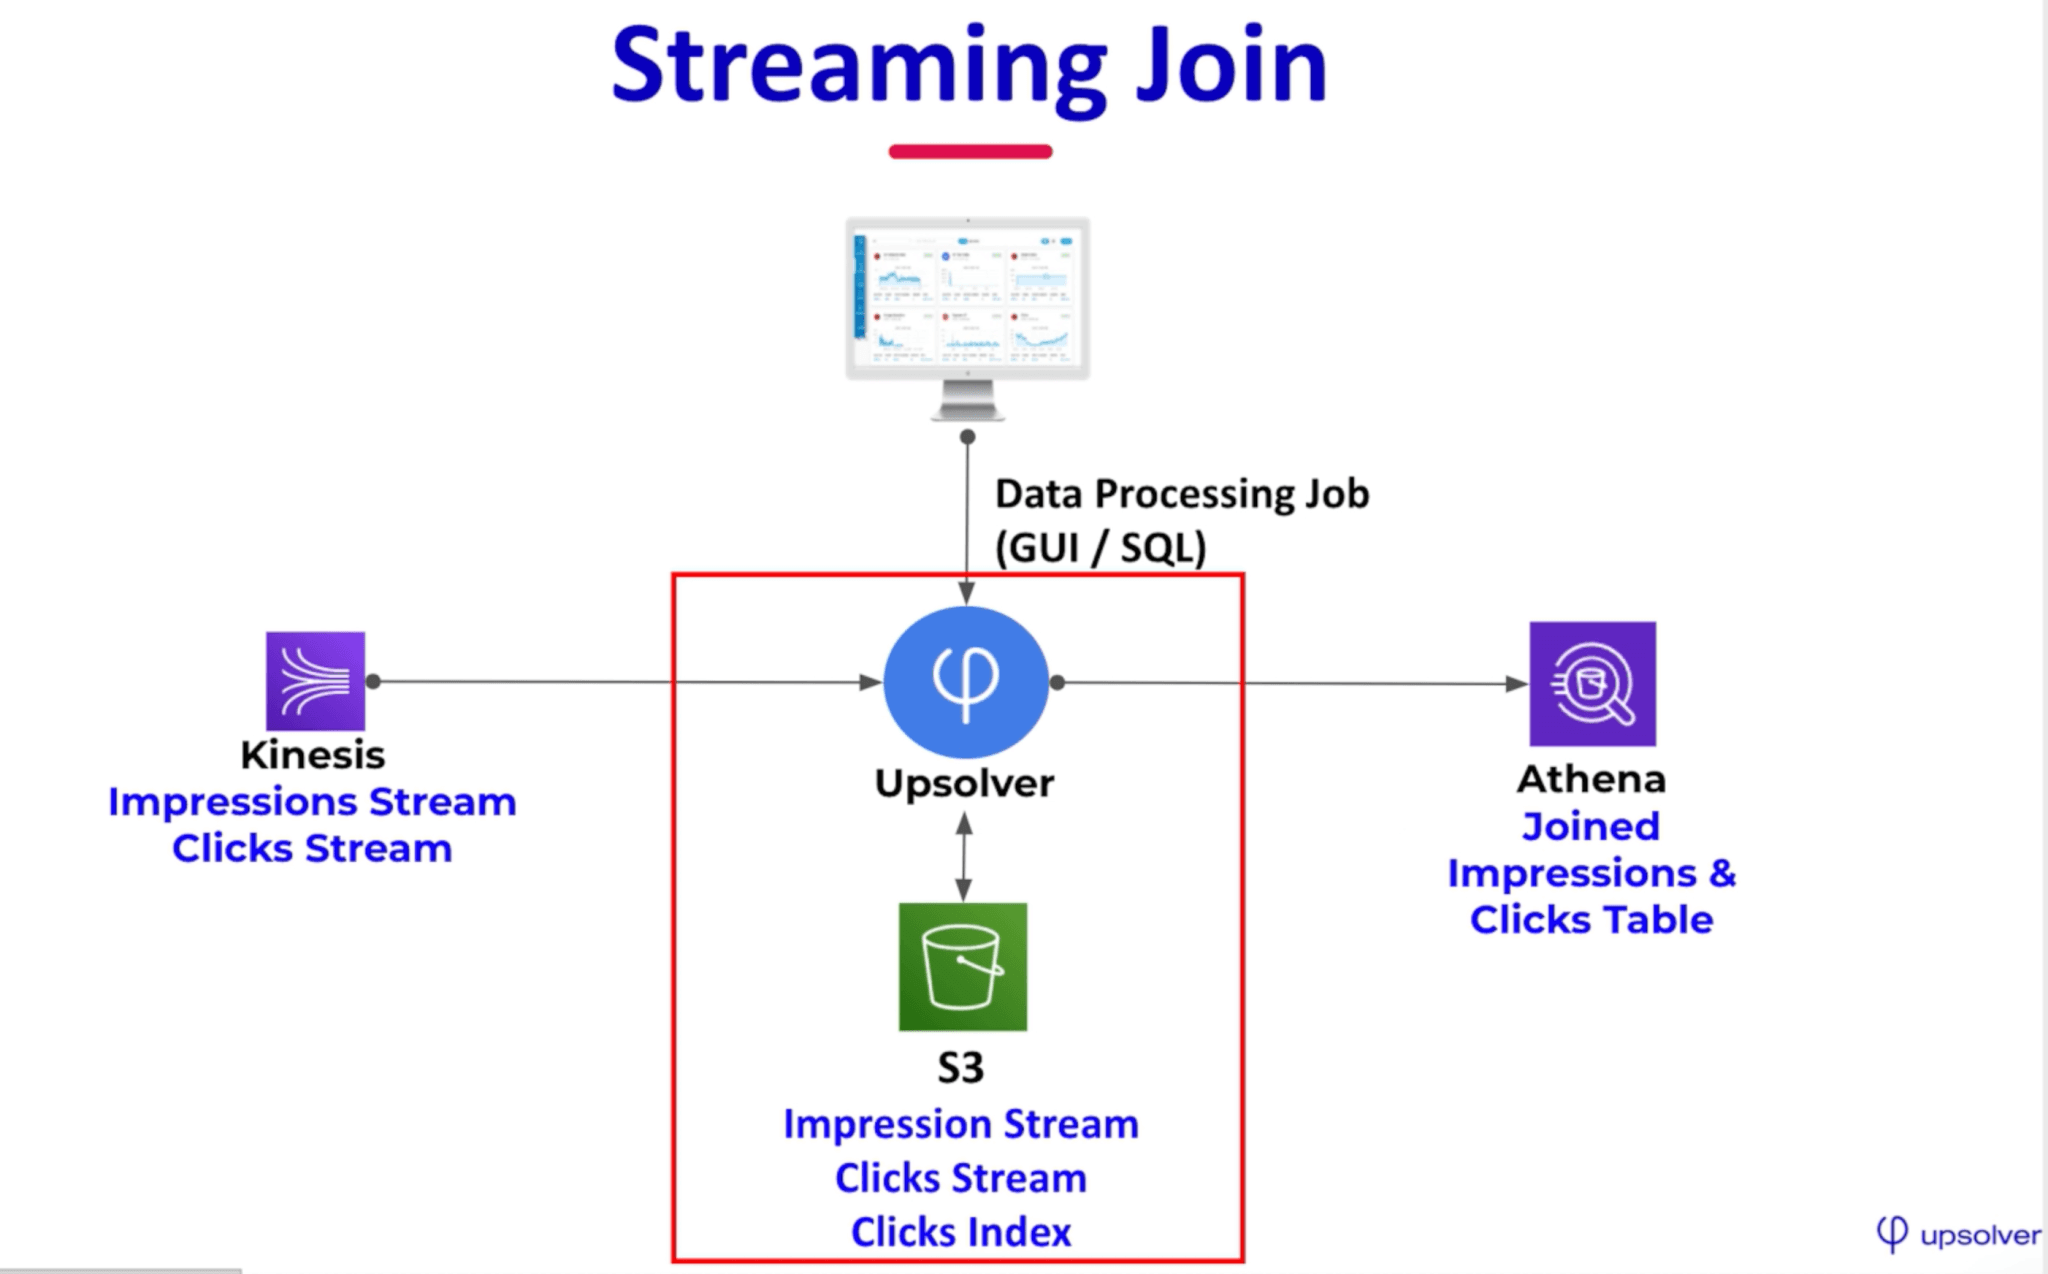 Streaming Join
Data Processing Job
(GUI / SQL)
Kinesis
Impressions Stream
Clicks Stream
Upsolver
Athena
Joined
Impressions &
Clicks Table
S3
Impression Stream
Clicks Stream
Clicks Index
upsolver